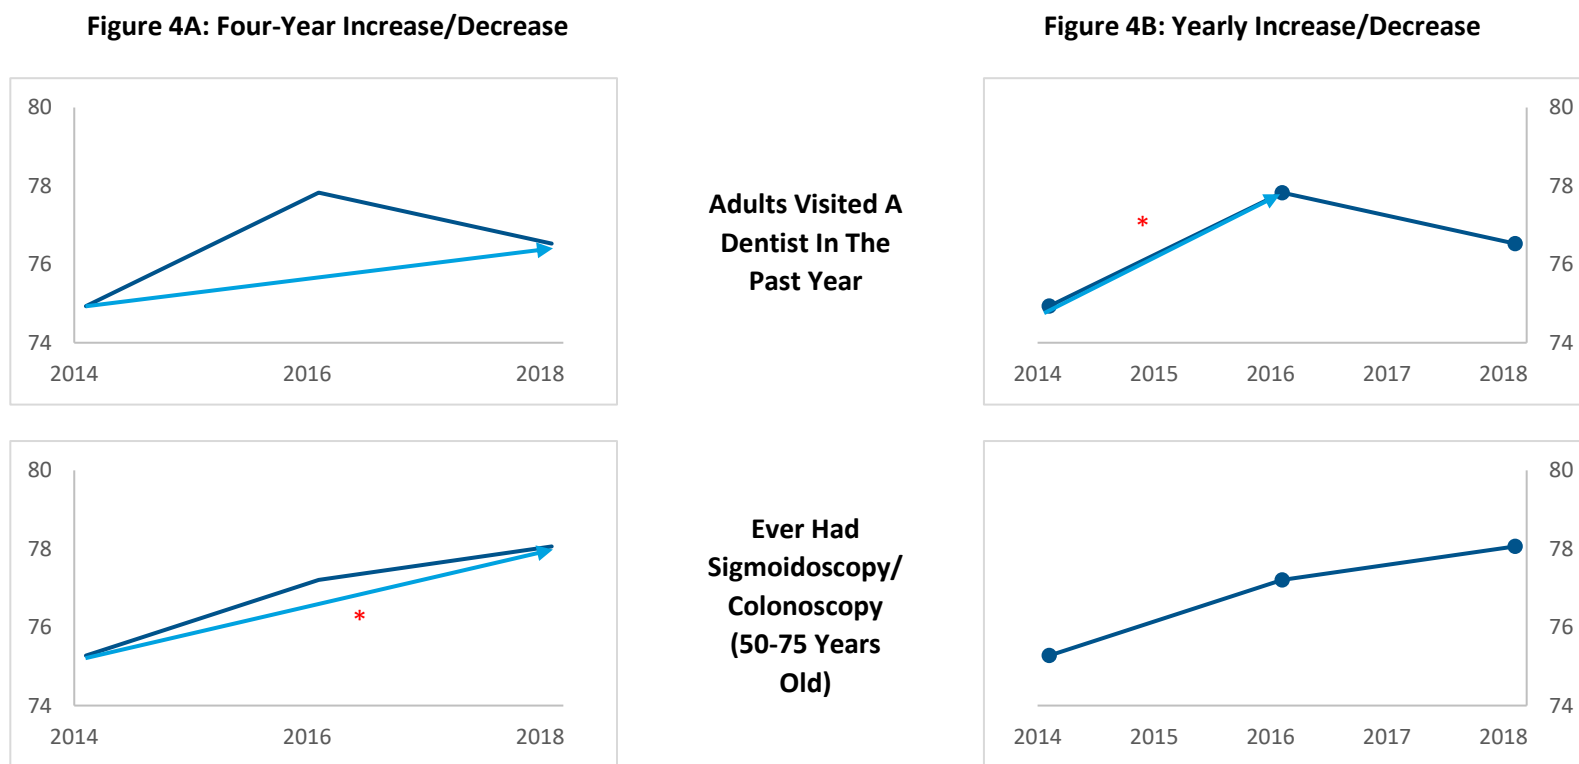 Figure 4A: Four-Year Increase/Decrease
Figure 4B: Yearly Increase/Decrease
80
78
76
74
2014 2016 2018
Adults Visited A
Dentist In The
Past Year
*
80
78
76
74
2014 2015 2016 2017 2018
80
78
76
74
*
2014 2016 2018
Ever Had
Sigmoidoscopy/
Colonoscopy
(50-75 Years
Old)
80
78
76
74
2014 2015 2016 2017 2018